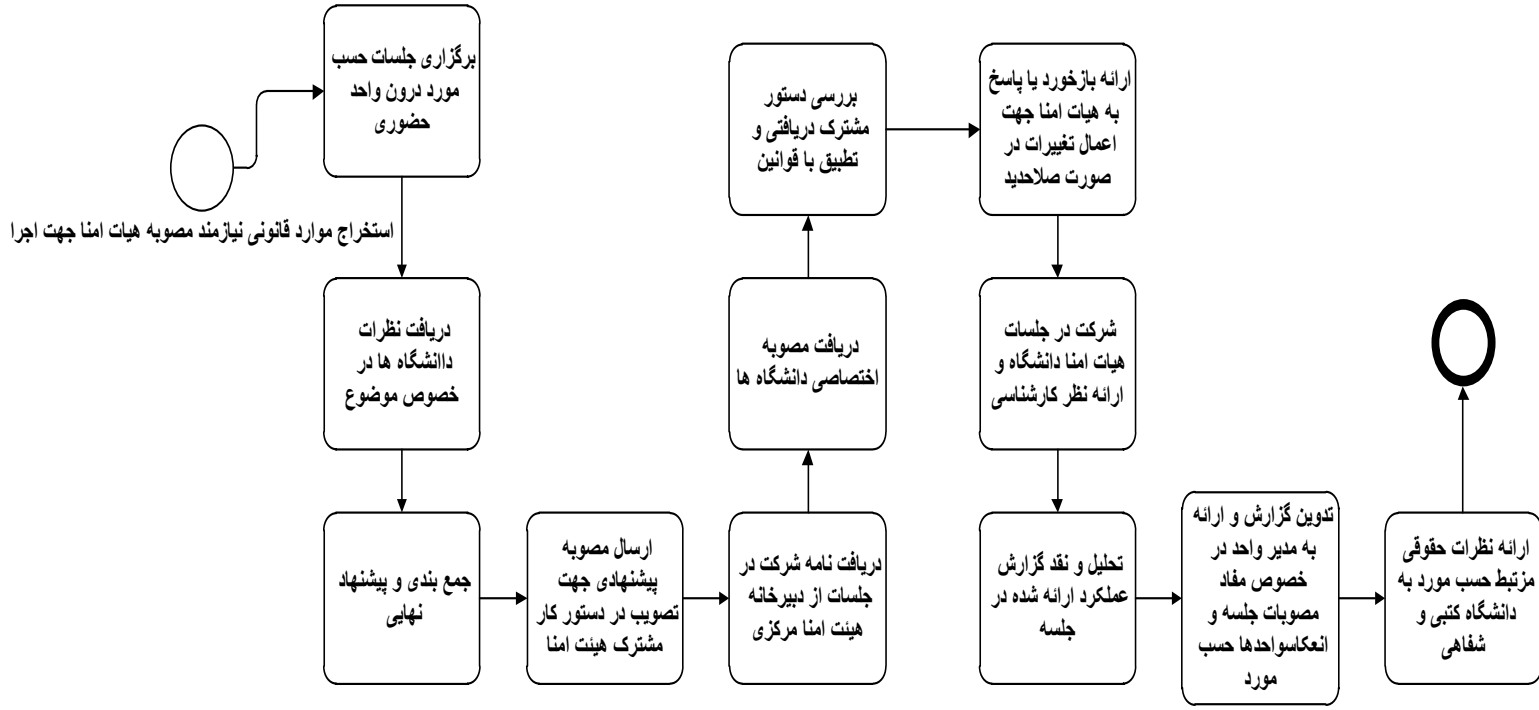 استخراج موارد قانونی نیازمند مصوبه هیات امنا جهت اجرا
برگزاری جلسات حسب
مورد درون واحد
حضوری
دریافت نظرات
داانشگاه ها در
خصوص موضوع
جمع بندی و پیشنهاد
نهایی
ارسال مصوبه
پیشنهادی جهت
تصویب در دستور کار
مشترک هیئت امنا
دریافت نامه شرکت در
جلسات از دبیرخانه
هیئت امنا مرکزی
دریافت مصوبه
اختصاصی دانشگاه ها
بررسی دستور
مشترک دریافتی و
تطبیق با قوانین
ارائه بازخورد یا پاسخ
به هیات امنا جهت
اعمال تغییرات در
صورت صلاحدید
شرکت در جلسات
هیات امنا دانشگاه و
ارائه نظر کارشناسی
تحلیل و نقد گزارش
عملکرد ارائه شده در
جلسه
تدوین گزارش و ارائه
به مدیر واحد در
خصوص مفاد
مصوبات جلسه و
انعکاسواحدها حسب
مورد
ارائه نظرات حقوقی
مزتبط حسب مورد به
دانشگاه کتبی و
شفاهی